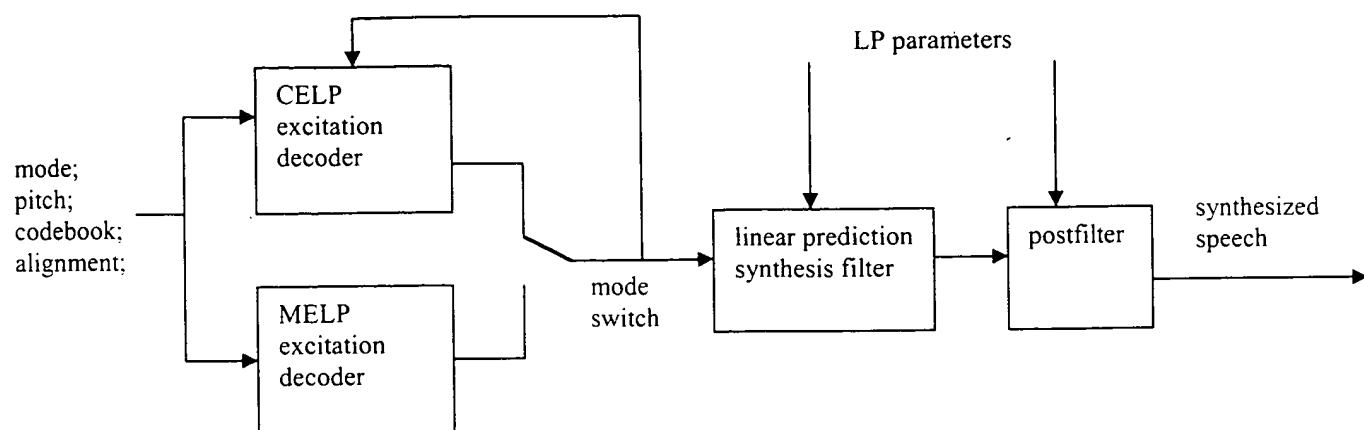 LP parameters
CELP
excitation
decoder
mode;
pitch;
codebook;
alignment;
MELP
excitation
decoder
mode
switch
linear prediction
synthesis filter
postfilter
synthesized
speech